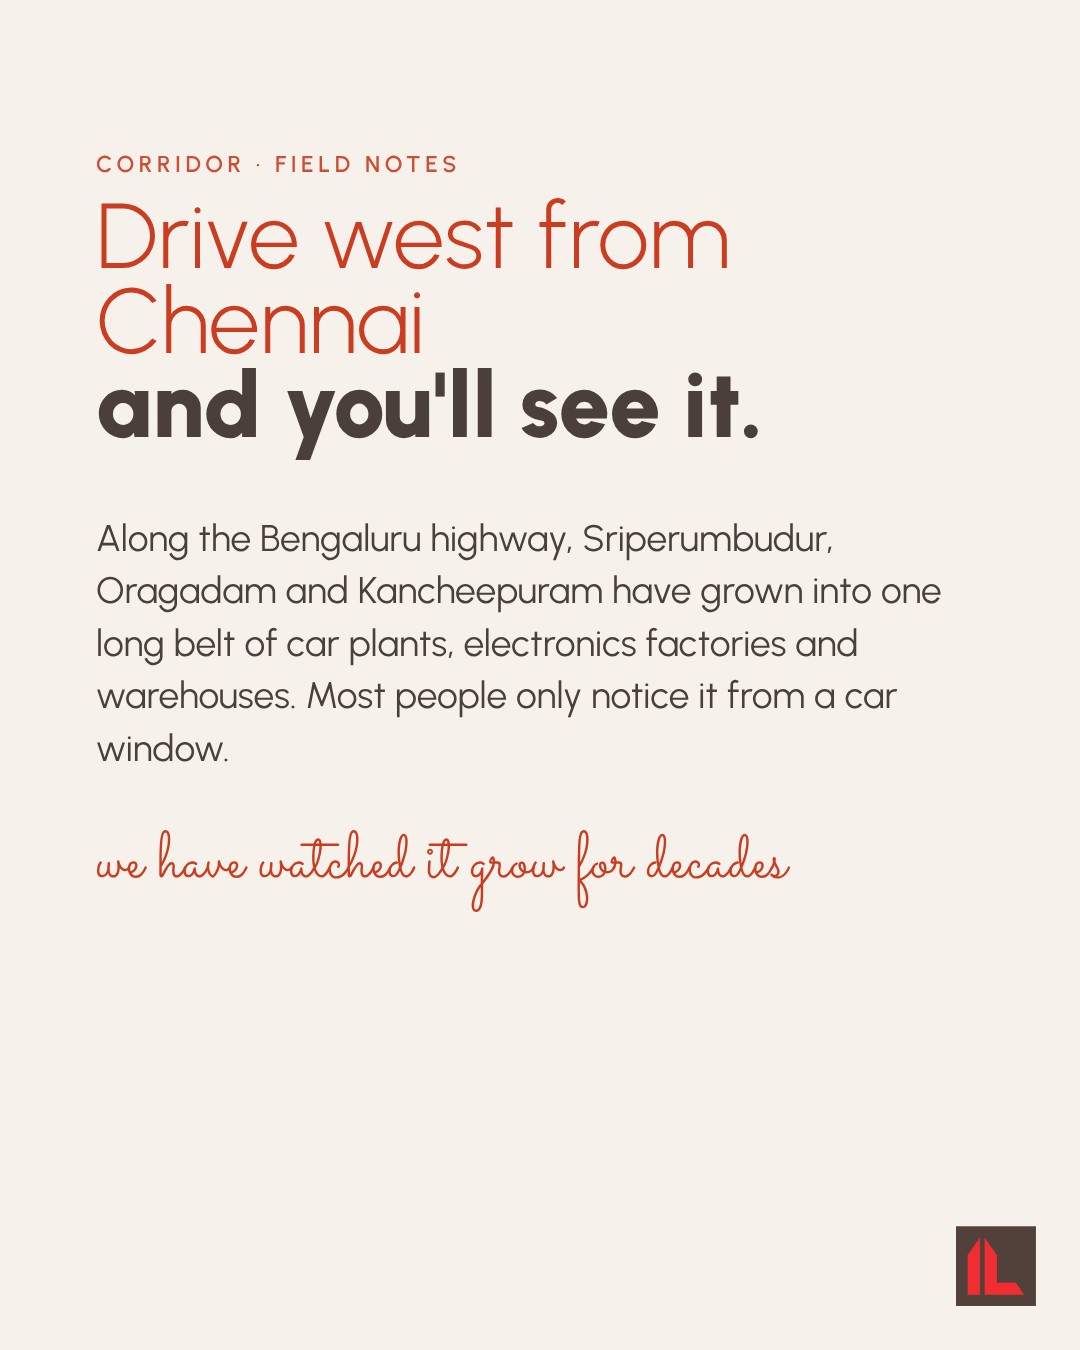 CORRIDOR · FIELD NOTES
Drive west from
Chennai
and you'll see it.
Along the Bengaluru highway, Sriperumbudur,
Oragadam and Kancheepuram have grown into one
long belt of car plants, electronics factories and
warehouses. Most people only notice it from a car
window.
we have watched it grow for decades
IL